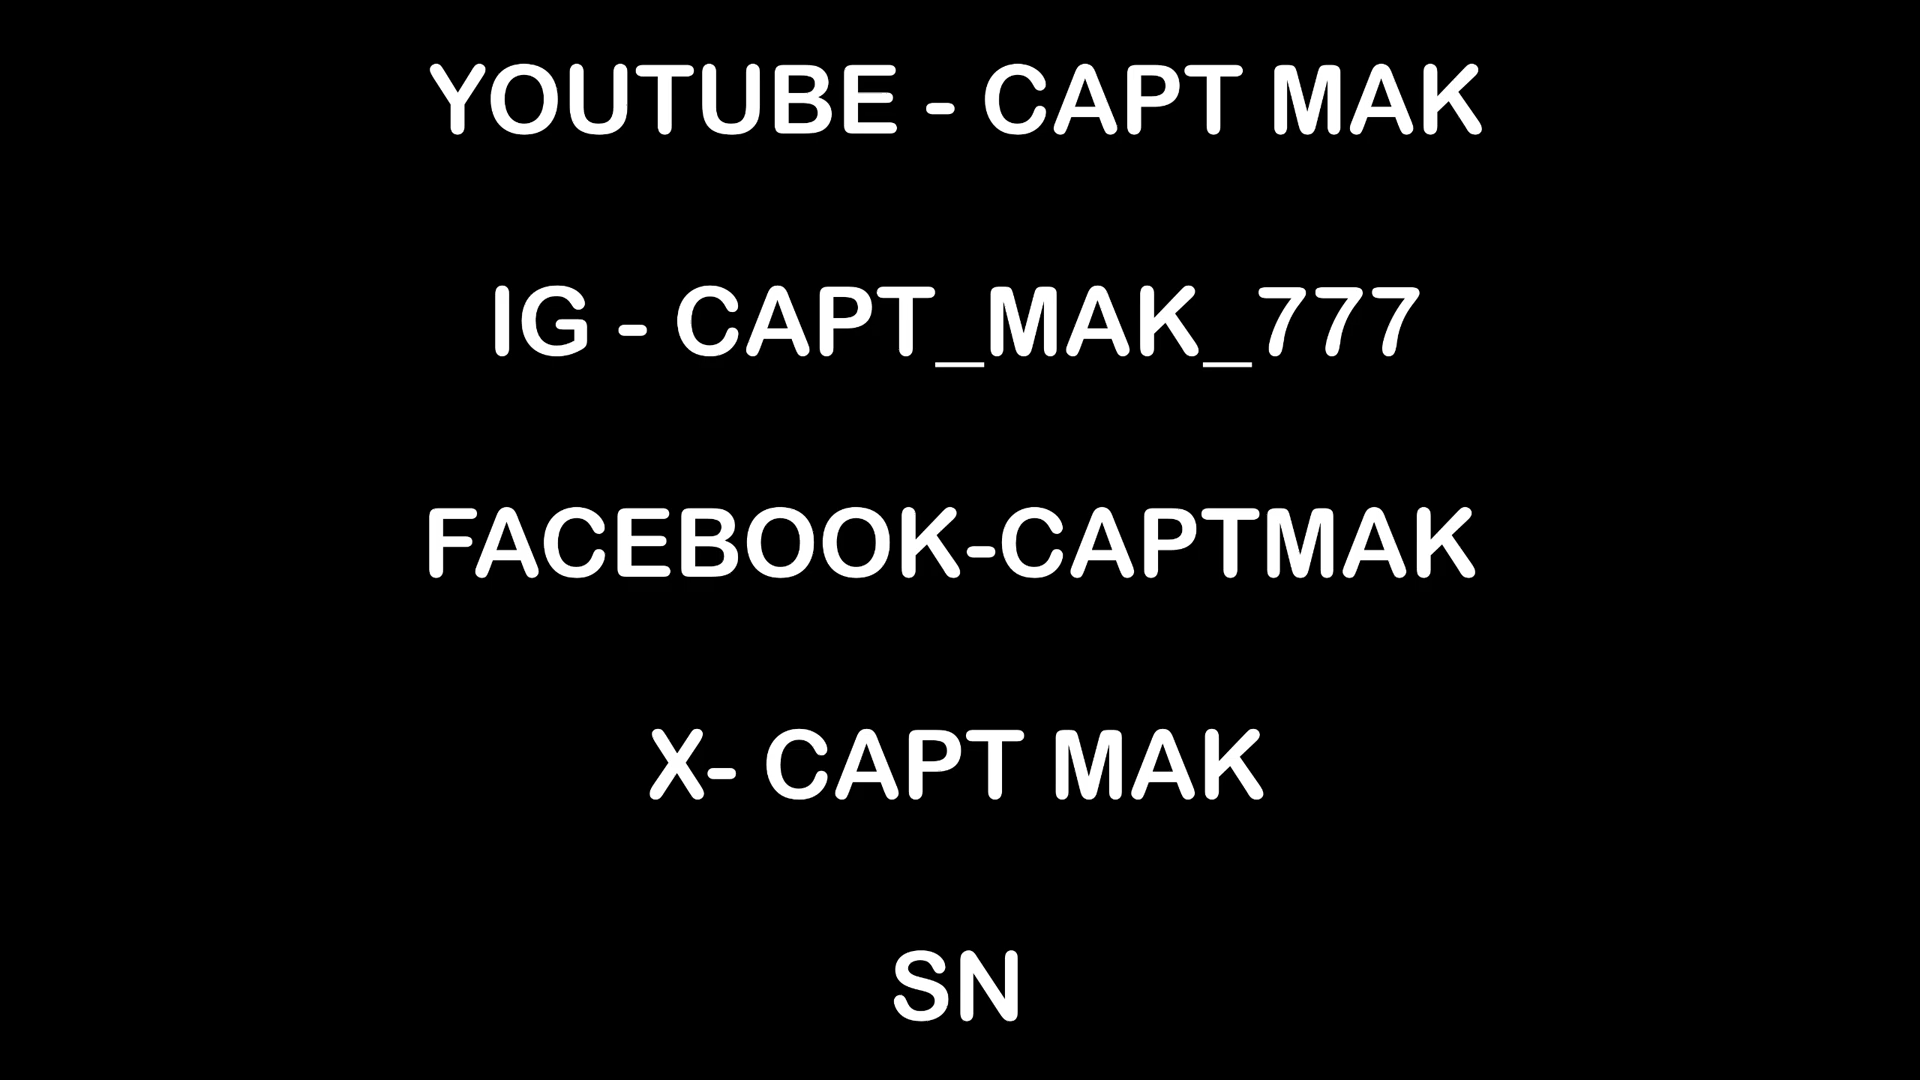 YOUTUBE - CAPT MAK
IG - CAPT_MAK_777
FACEBOOK-CAPTMAK
X- CAPT MAK
SN